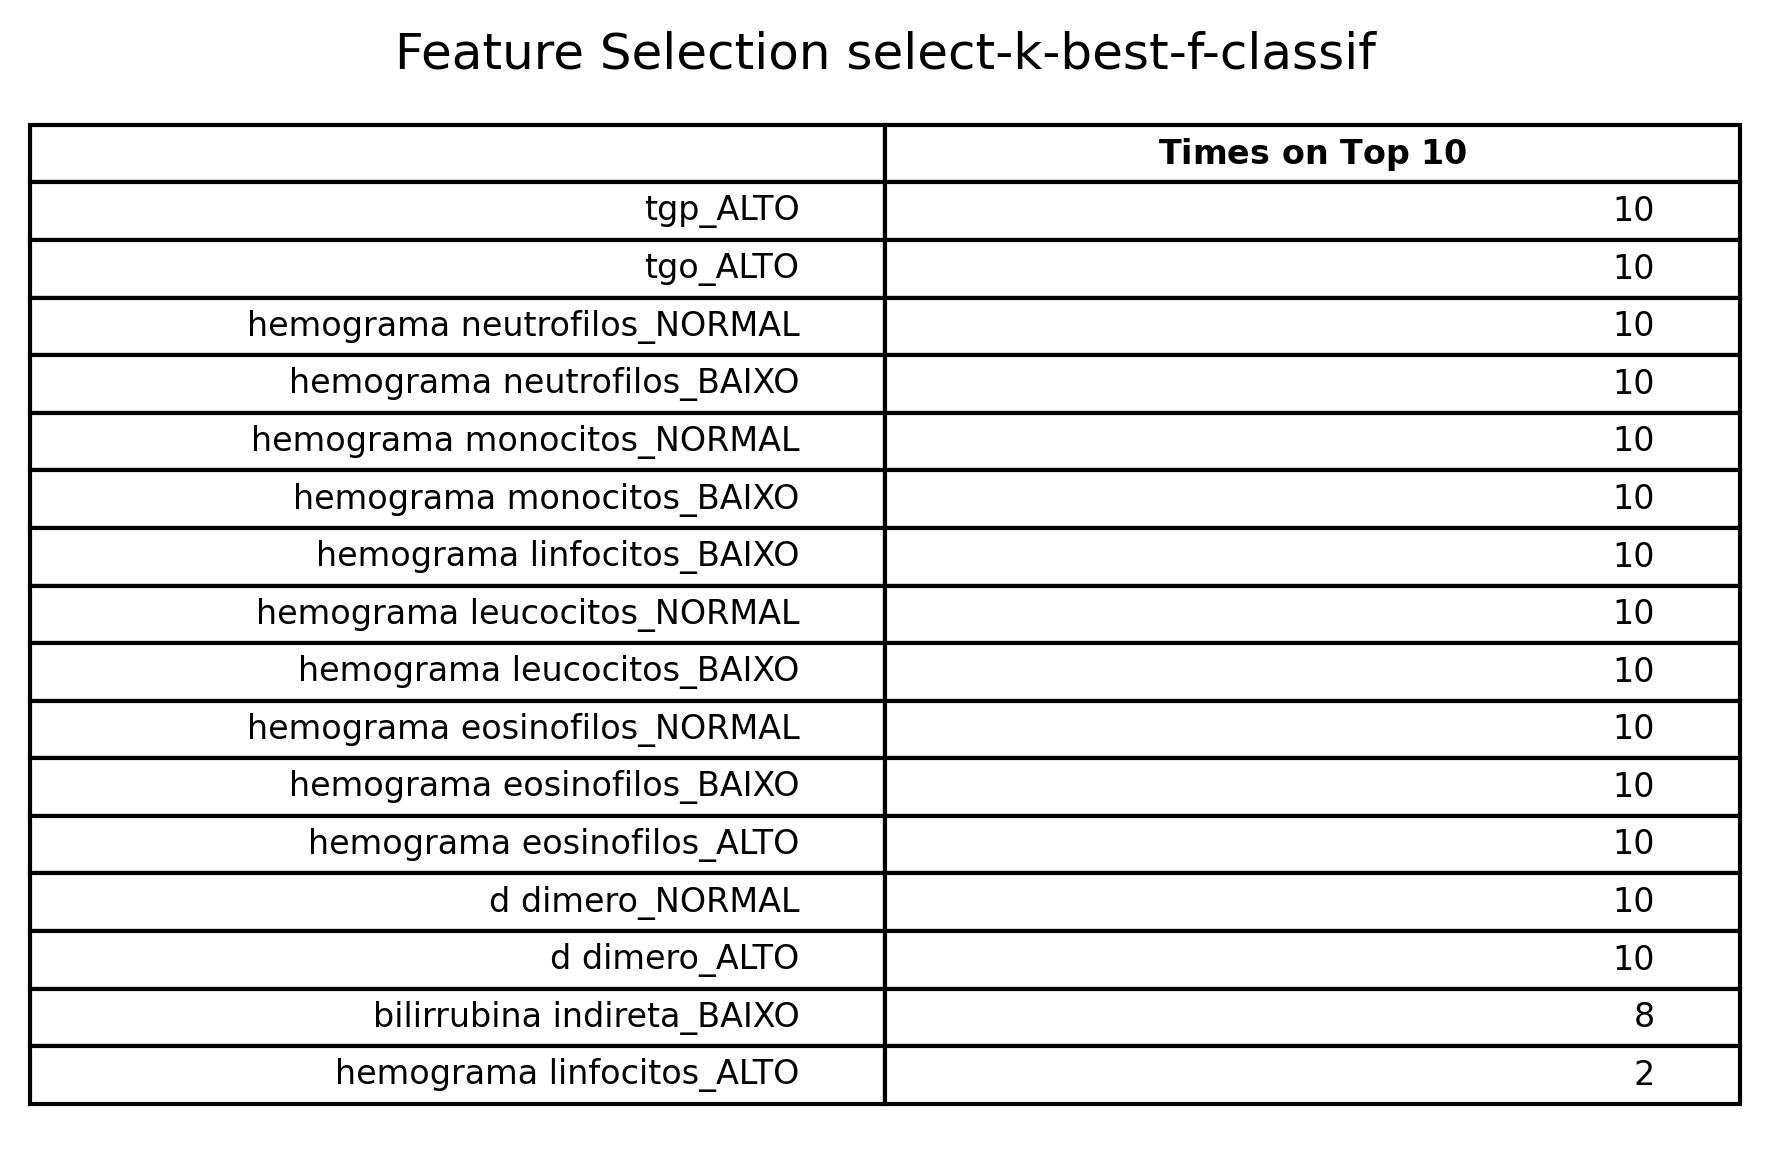 Feature Selection select-k-best-f-classif
Times on Top 10
tgp_ALTO 10
tgo_ALTO 10
hemograma neutrofilos_NORMAL 10
hemograma neutrofilos_BAIXO 10
hemograma monocitos_NORMAL 10
hemograma monocitos_BAIXO 10
hemograma linfocitos_BAIXO 10
hemograma leucocitos_NORMAL 10
hemograma leucocitos_BAIXO 10
hemograma eosinofilos_NORMAL 10
hemograma eosinofilos_BAIXO 10
hemograma eosinofilos_ALTO 10
d dimero_NORMAL 10
d dimero_ALTO 10
bilirrubina indireta_BAIXO 8
hemograma linfocitos_ALTO 2